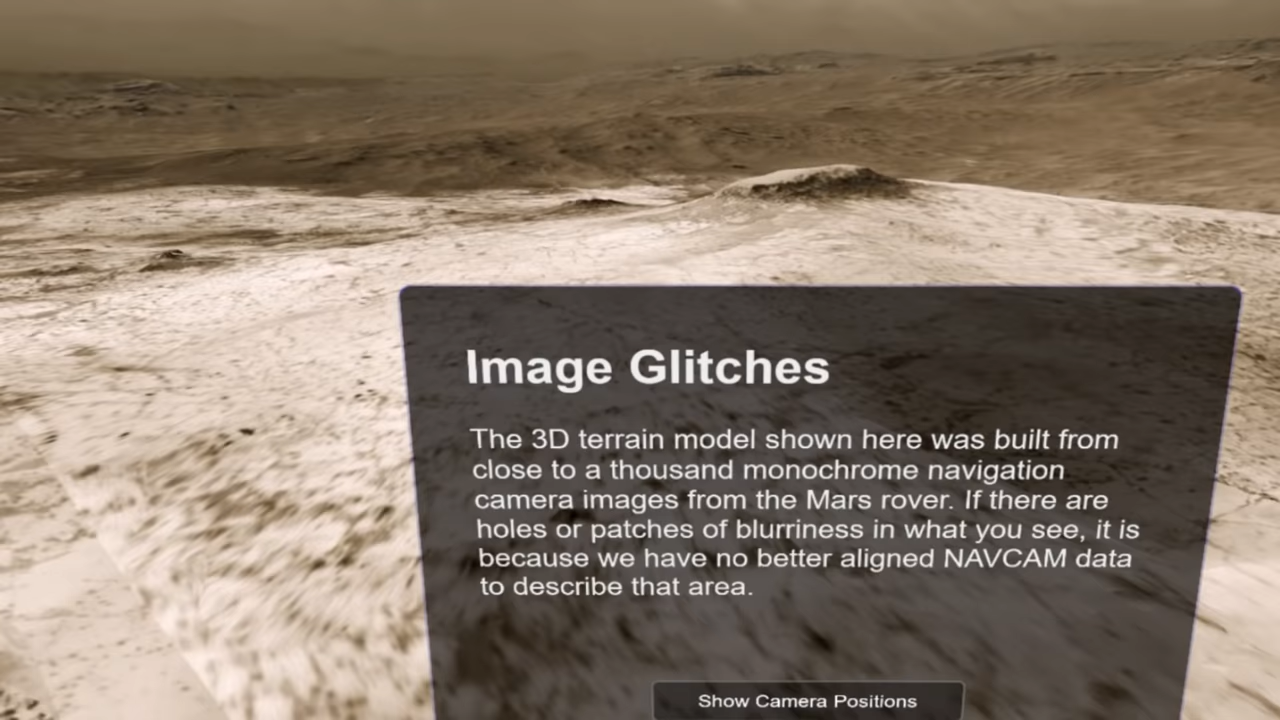 Image Glitches
The 3D terrain model shown here was built from
close to a thousand monochrome navigation
camera images from the Mars rover. If there are
holes or patches of blurriness in what you see, it is
because we have no better aligned NAVCAM data
to describe that area.
Show Camera Positions